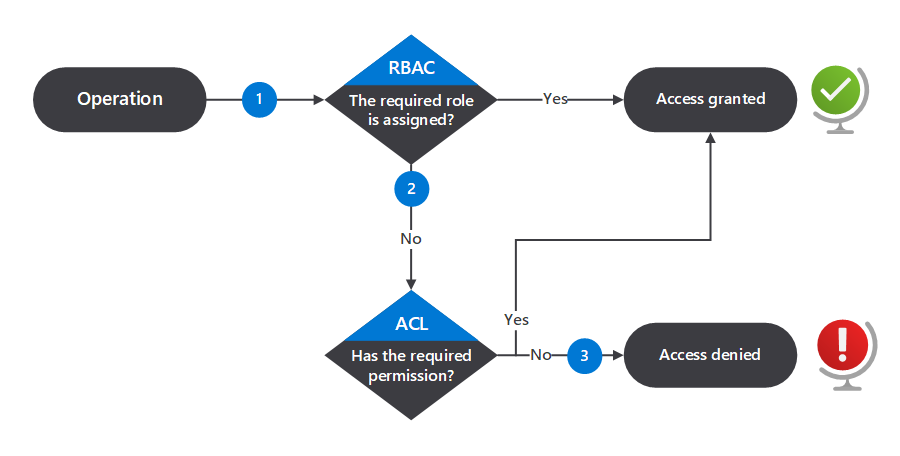 Operation
1
RBAC
The required role
is assigned?
Yes
Access granted
2
No
ACL
Has the required
permission?
Yes
No
3
Access denied